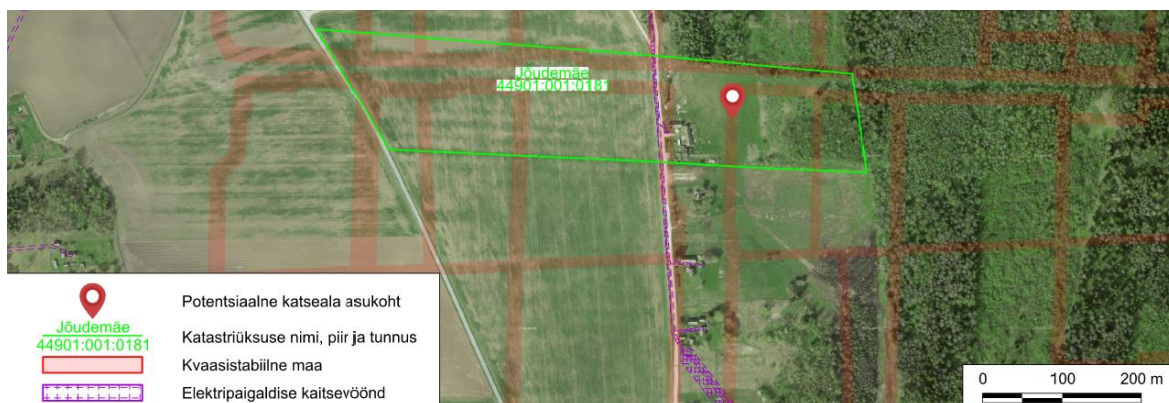 Jõudemäe
44901:001:0181
Potentsiaalne katseala asukoht
Jõudemäe
44901:001:0181
Katastriüksuse nimi, piir ja tunnus
Kvaasistabiilne maa
Elektripaigaldise kaitsevöönd
0 100 200 m